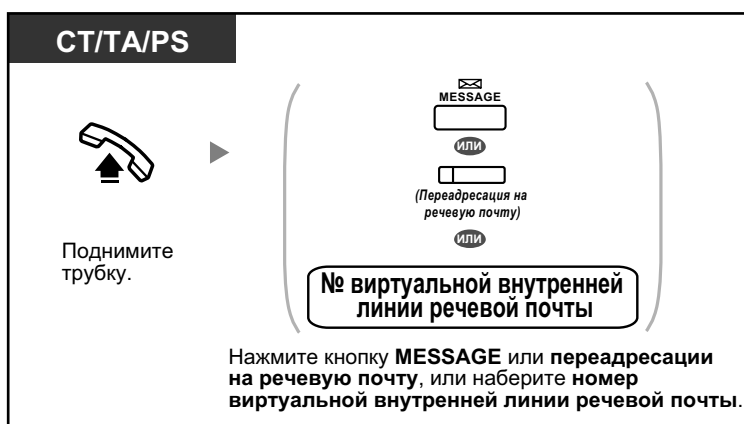 CT/TA/PS
MESSAGE
или
(Переадресация на
речевую почту)
или
№ виртуальной внутренней
линии речевой почты
Поднимите
трубку.
Нажмите кнопку MESSAGE или переадресации
на речевую почту, или наберите номер
виртуальной внутренней линии речевой почты.